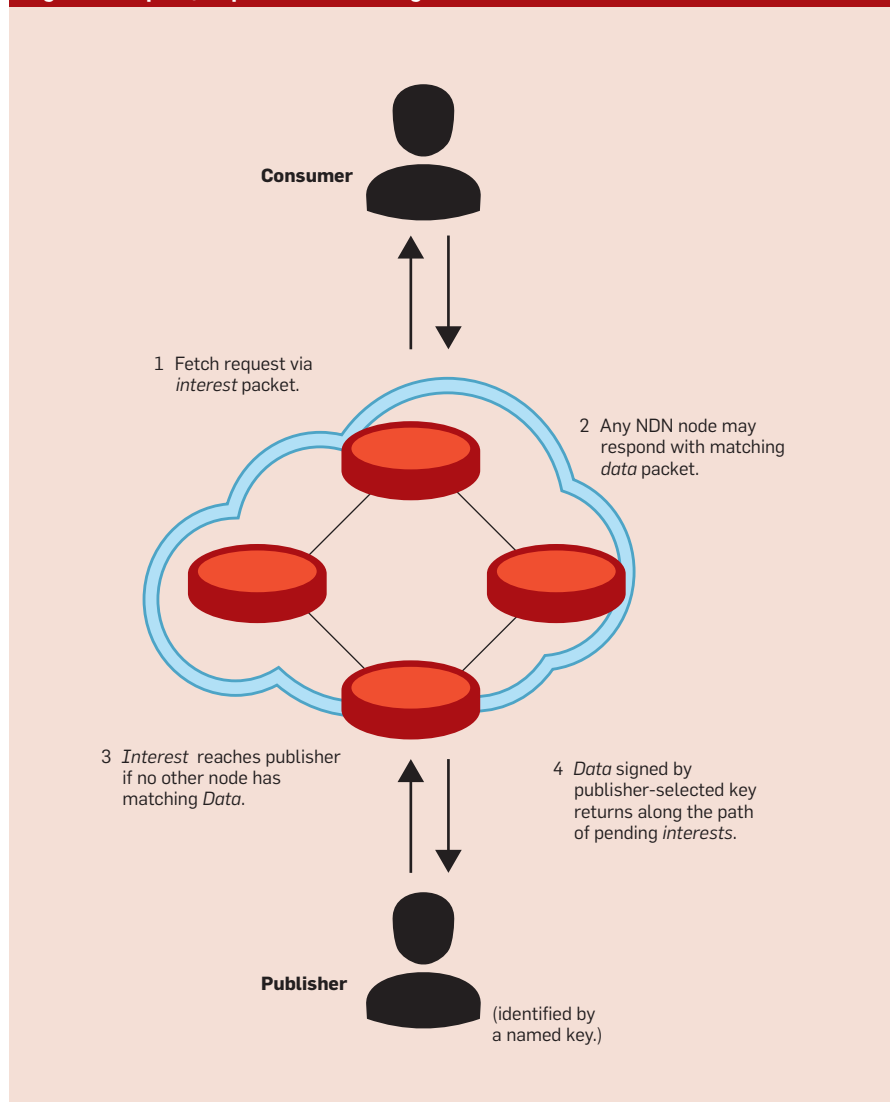 Consumer
1 Fetch request via
interest packet.
2 Any NDN node may
respond with matching
data packet.
3 Interest reaches publisher
if no other node has
matching Data.
4 Data signed by
publisher-selected key
returns along the path
of pending interests.
Publisher
(identified by
a named key.)